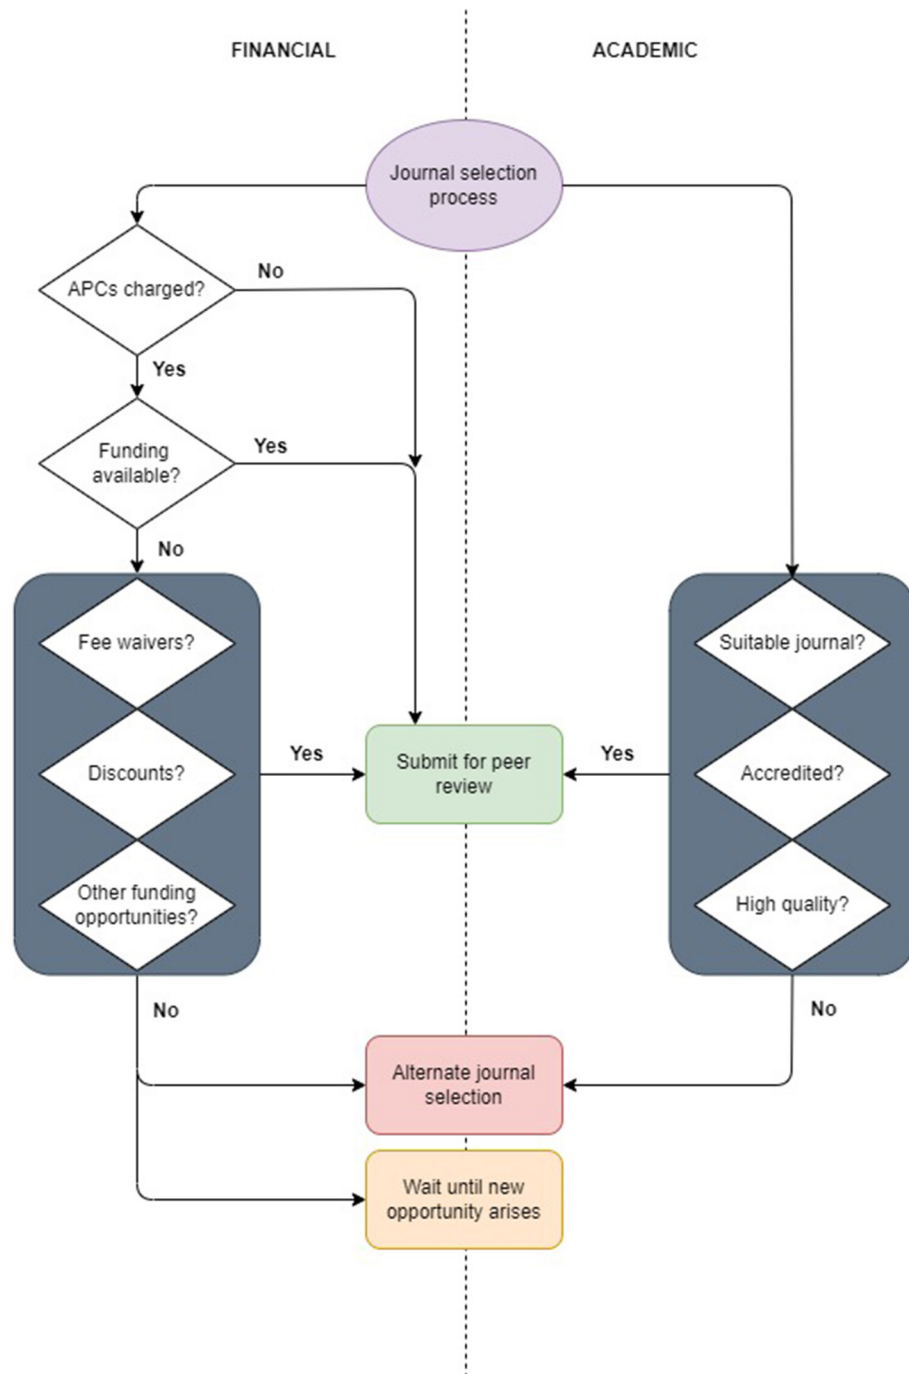 FINANCIAL
ACADEMIC
Journal selection
process
APCs charged?
No
Yes
Funding
available?
Yes
No
Fee waivers?
Suitable journal?
Discounts?
Yes
Submit for peer
review
Yes
Accredited?
Other funding
opportunities?
High quality?
No
No
Alternate journal
selection
Wait until new
opportunity arises